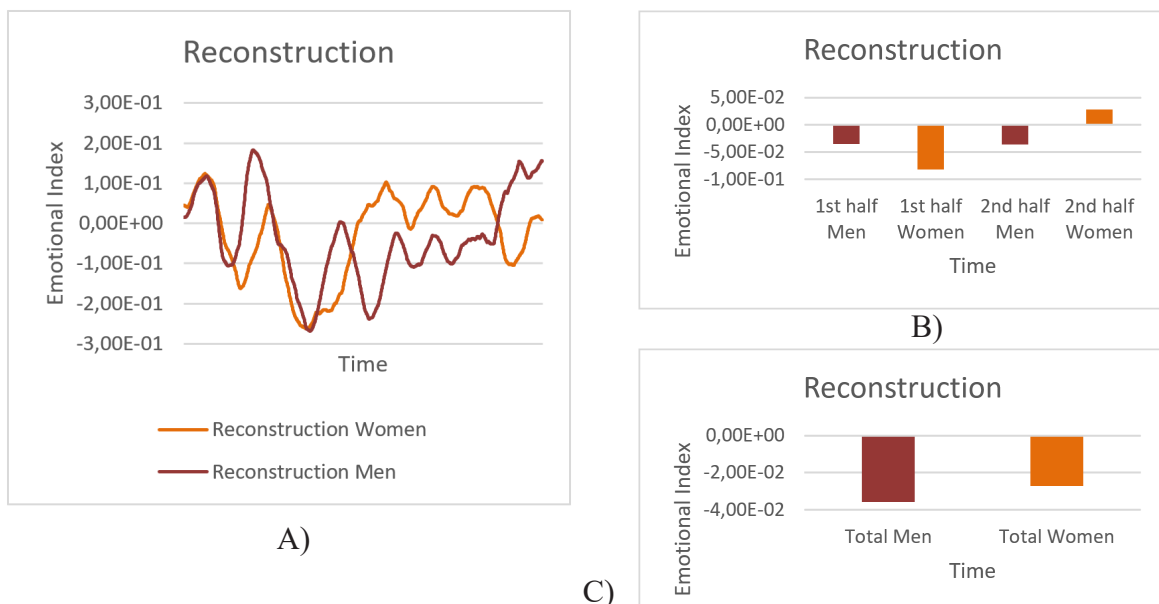 Reconstruction
Emotional Index
3,00E-01
2,00E-01
1,00E-01
0,00E+00
-1,00E-01
-2,00E-01
-3,00E-01
Time
Reconstruction Women
Reconstruction Men
A)
Reconstruction
Emotional Index
5,00E-02
0,00E+00
-5,00E-02
-1,00E-01
1st half 1st half 2nd half 2nd half
Men Women Men Women
Time
B)
Reconstruction
Emotional Index
0,00E+00
-2,00E-02
-4,00E-02
Total Men Total Women
Time
C)